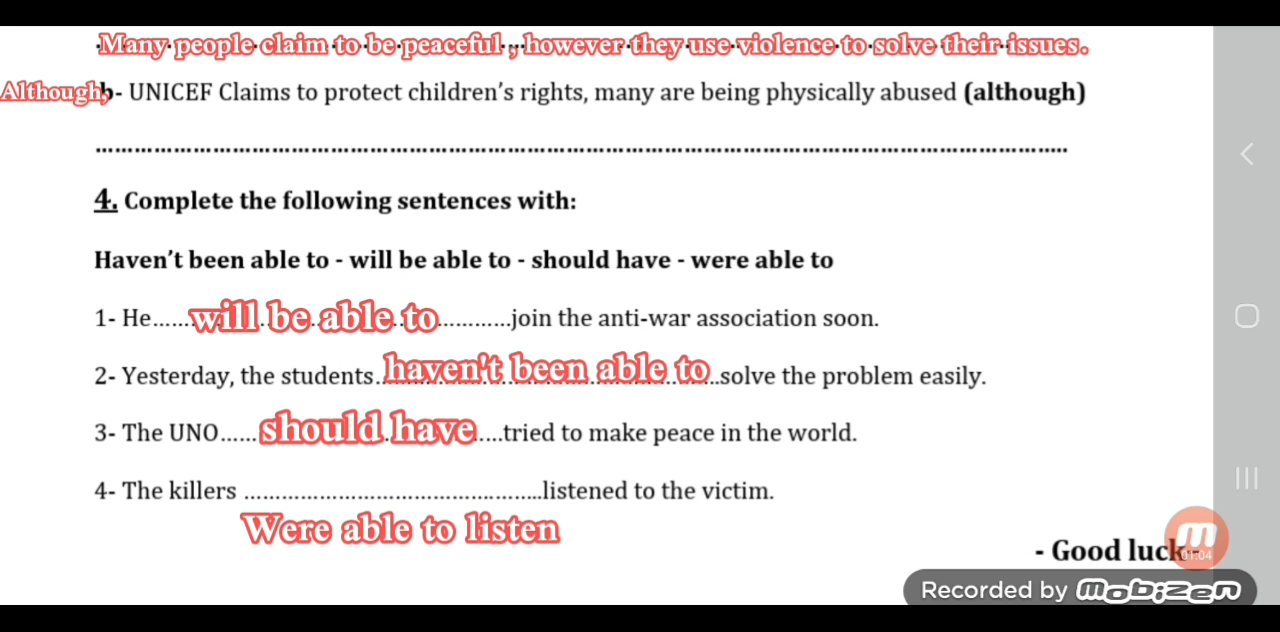 Many people claim to be peaceful , however they use violence to solve their issues.
Although, b- UNICEF Claims to protect children's rights, many are being physically abused (although)
4. Complete the following sentences with:
Haven't been able to - will be able to - should have - were able to
1- He......will be able to............join the anti-war association soon.
2- Yesterday, the students.haven't been able to..solve the problem easily.
3- The UNO......should have....tried to make peace in the world.
4- The killers ................................................listened to the victim.
Were able to listen
- Good luck
01:04
Recorded by mobizen